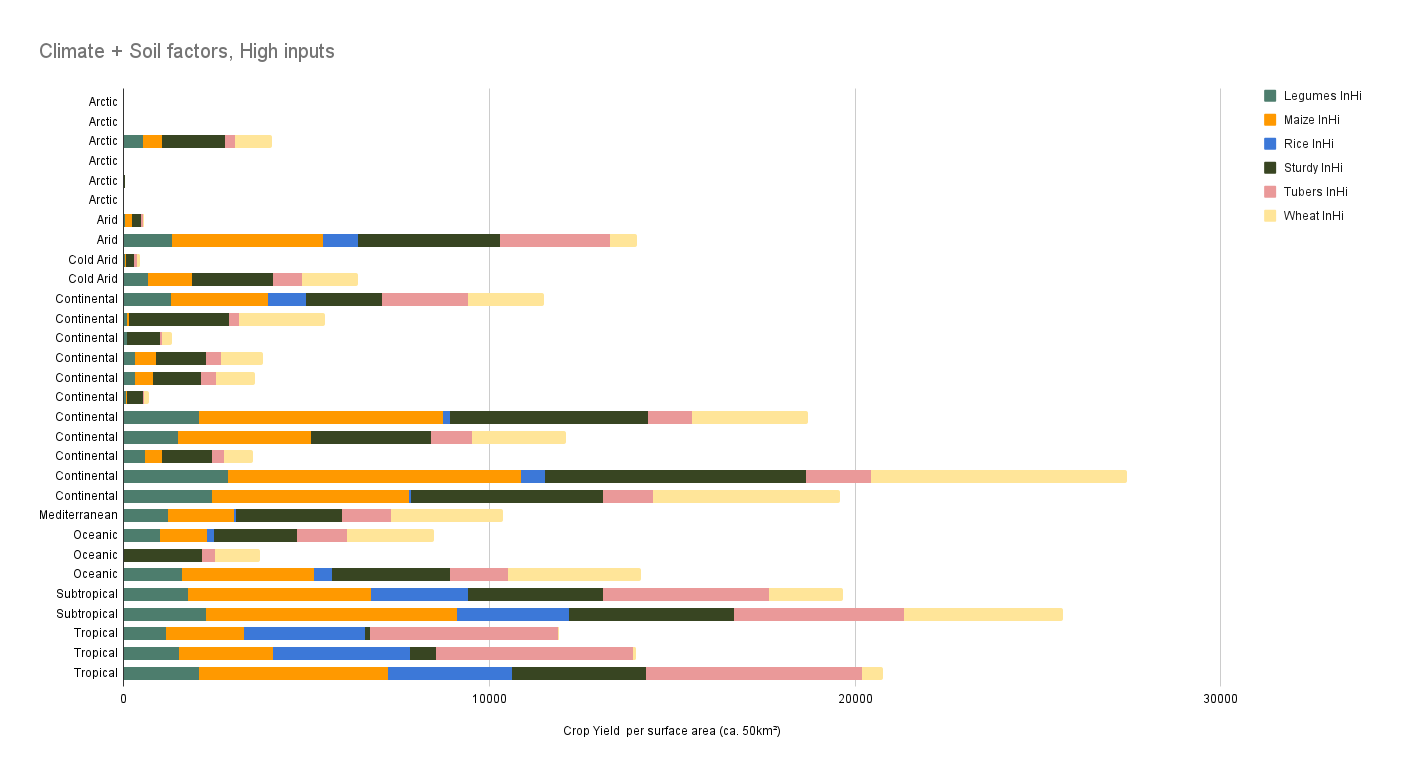 Climate + Soil factors, High inputs
Arctic
Arctic
Arctic
Arctic
Arctic
Arctic
Arid
Arid
Cold Arid
Cold Arid
Continental
Continental
Continental
Continental
Continental
Continental
Continental
Continental
Continental
Continental
Continental
Mediterranean
Oceanic
Oceanic
Oceanic
Subtropical
Subtropical
Tropical
Tropical
Tropical
0 10000 20000 30000
Crop Yield per surface area (ca. 50km²)
Legumes InHi
Maize InHi
Rice InHi
Sturdy InHi
Tubers InHi
Wheat InHi